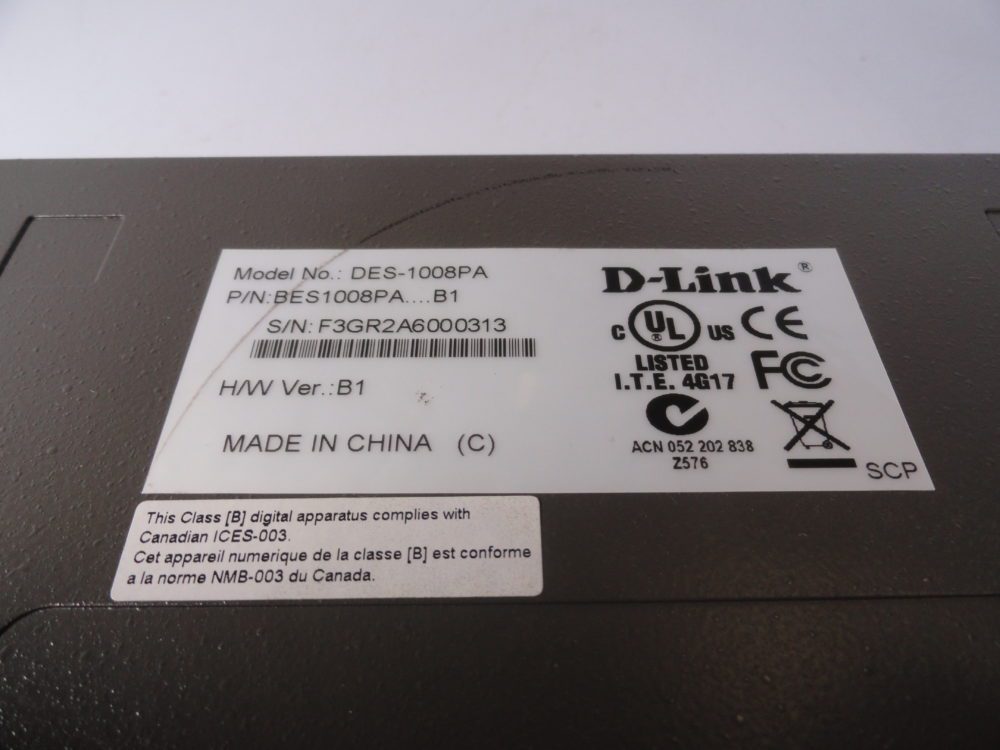 Model No.: DES-1008PA
P/N:BES1008PA....B1
S/N: F3GR2A6000313
H/W Ver.:B1
MADE IN CHINA (C)
D-Link®
C UL® US CE
LISTED
I.T.E. 4G17
FC
ACN 052 202 838
Z576
SCP
This Class [B] digital apparatus complies with
Canadian ICES-003.
Cet appareil numerique de la classe [B] est conforme
a la norme NMB-003 du Canada.